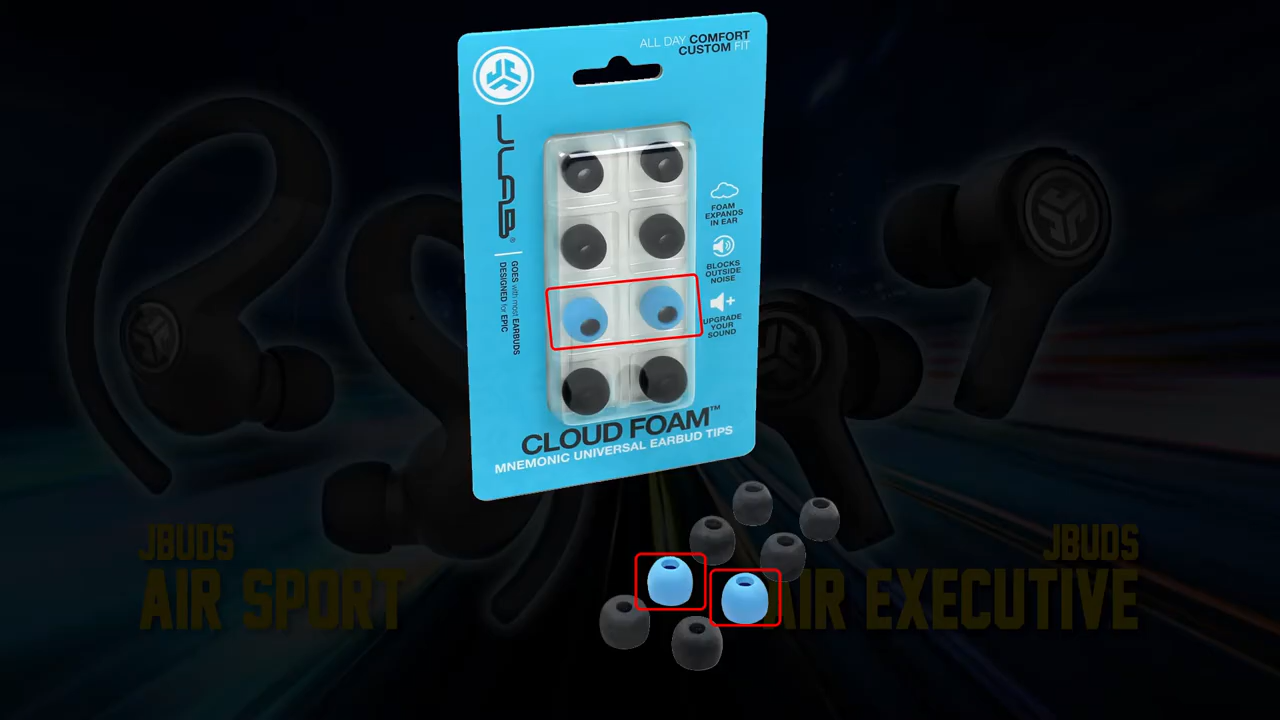 ALL DAY COMFORT
CUSTOM FIT
JLAB®
GOES with most EARBUDS
DESIGNED for EPIC
FOAM
EXPANDS
IN EAR
BLOCKS
OUTSIDE
NOISE
UPGRADE
YOUR
SOUND
CLOUD FOAM™
MNEMONIC UNIVERSAL EARBUD TIPS
JBUDS
AIR SPORT
JBUDS
AIR EXECUTIVE